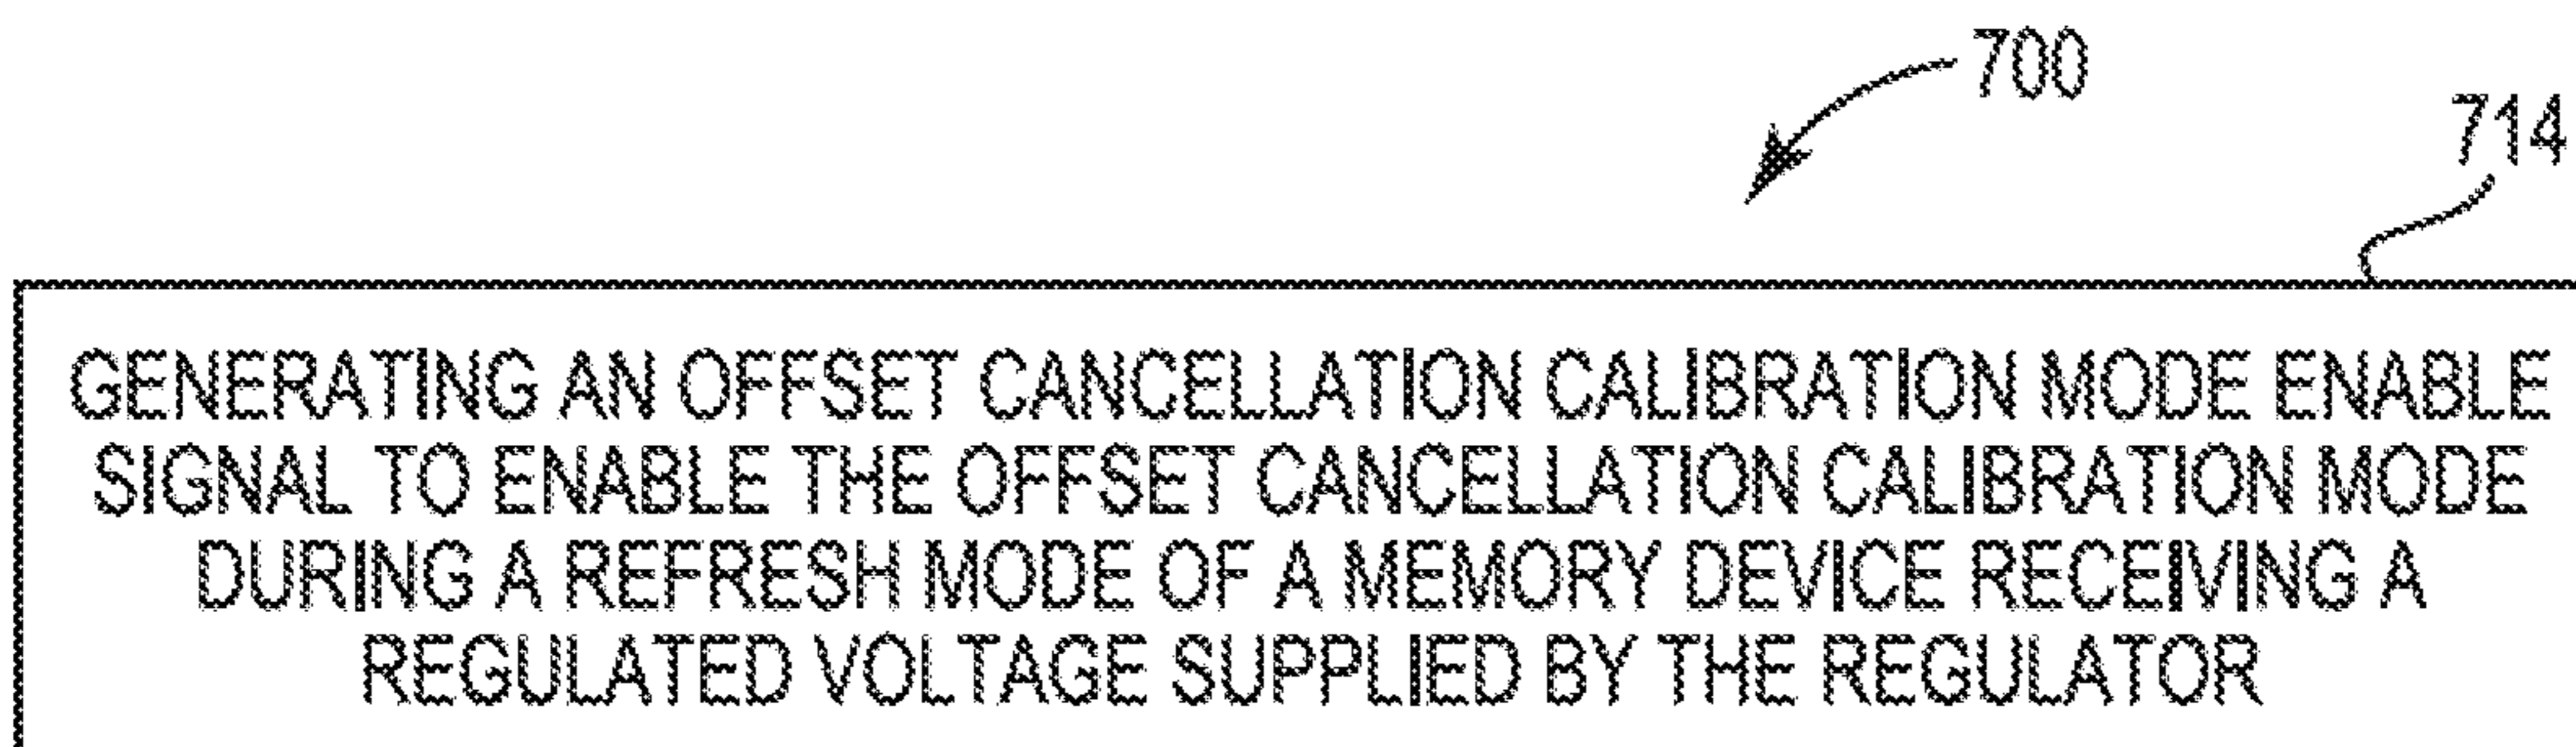 700
714
GENERATING AN OFFSET CANCELLATION CALIBRATION MODE ENABLE
SIGNAL TO ENABLE THE OFFSET CANCELLATION CALIBRATION MODE
DURING A REFRESH MODE OF A MEMORY DEVICE RECEIVING A
REGULATED VOLTAGE SUPPLIED BY THE REGULATOR